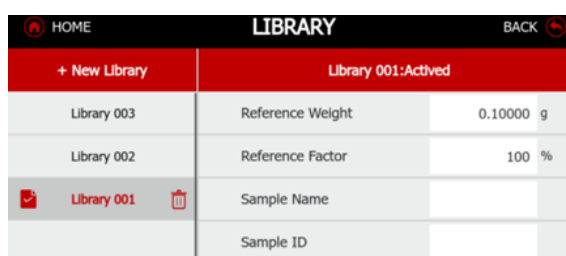 HOME LIBRARY BACK
+ New Library Library 001:Actived
Library 003 Reference Weight 0.10000 g
Library 002 Reference Factor 100 %
Library 001 Sample Name
Sample ID